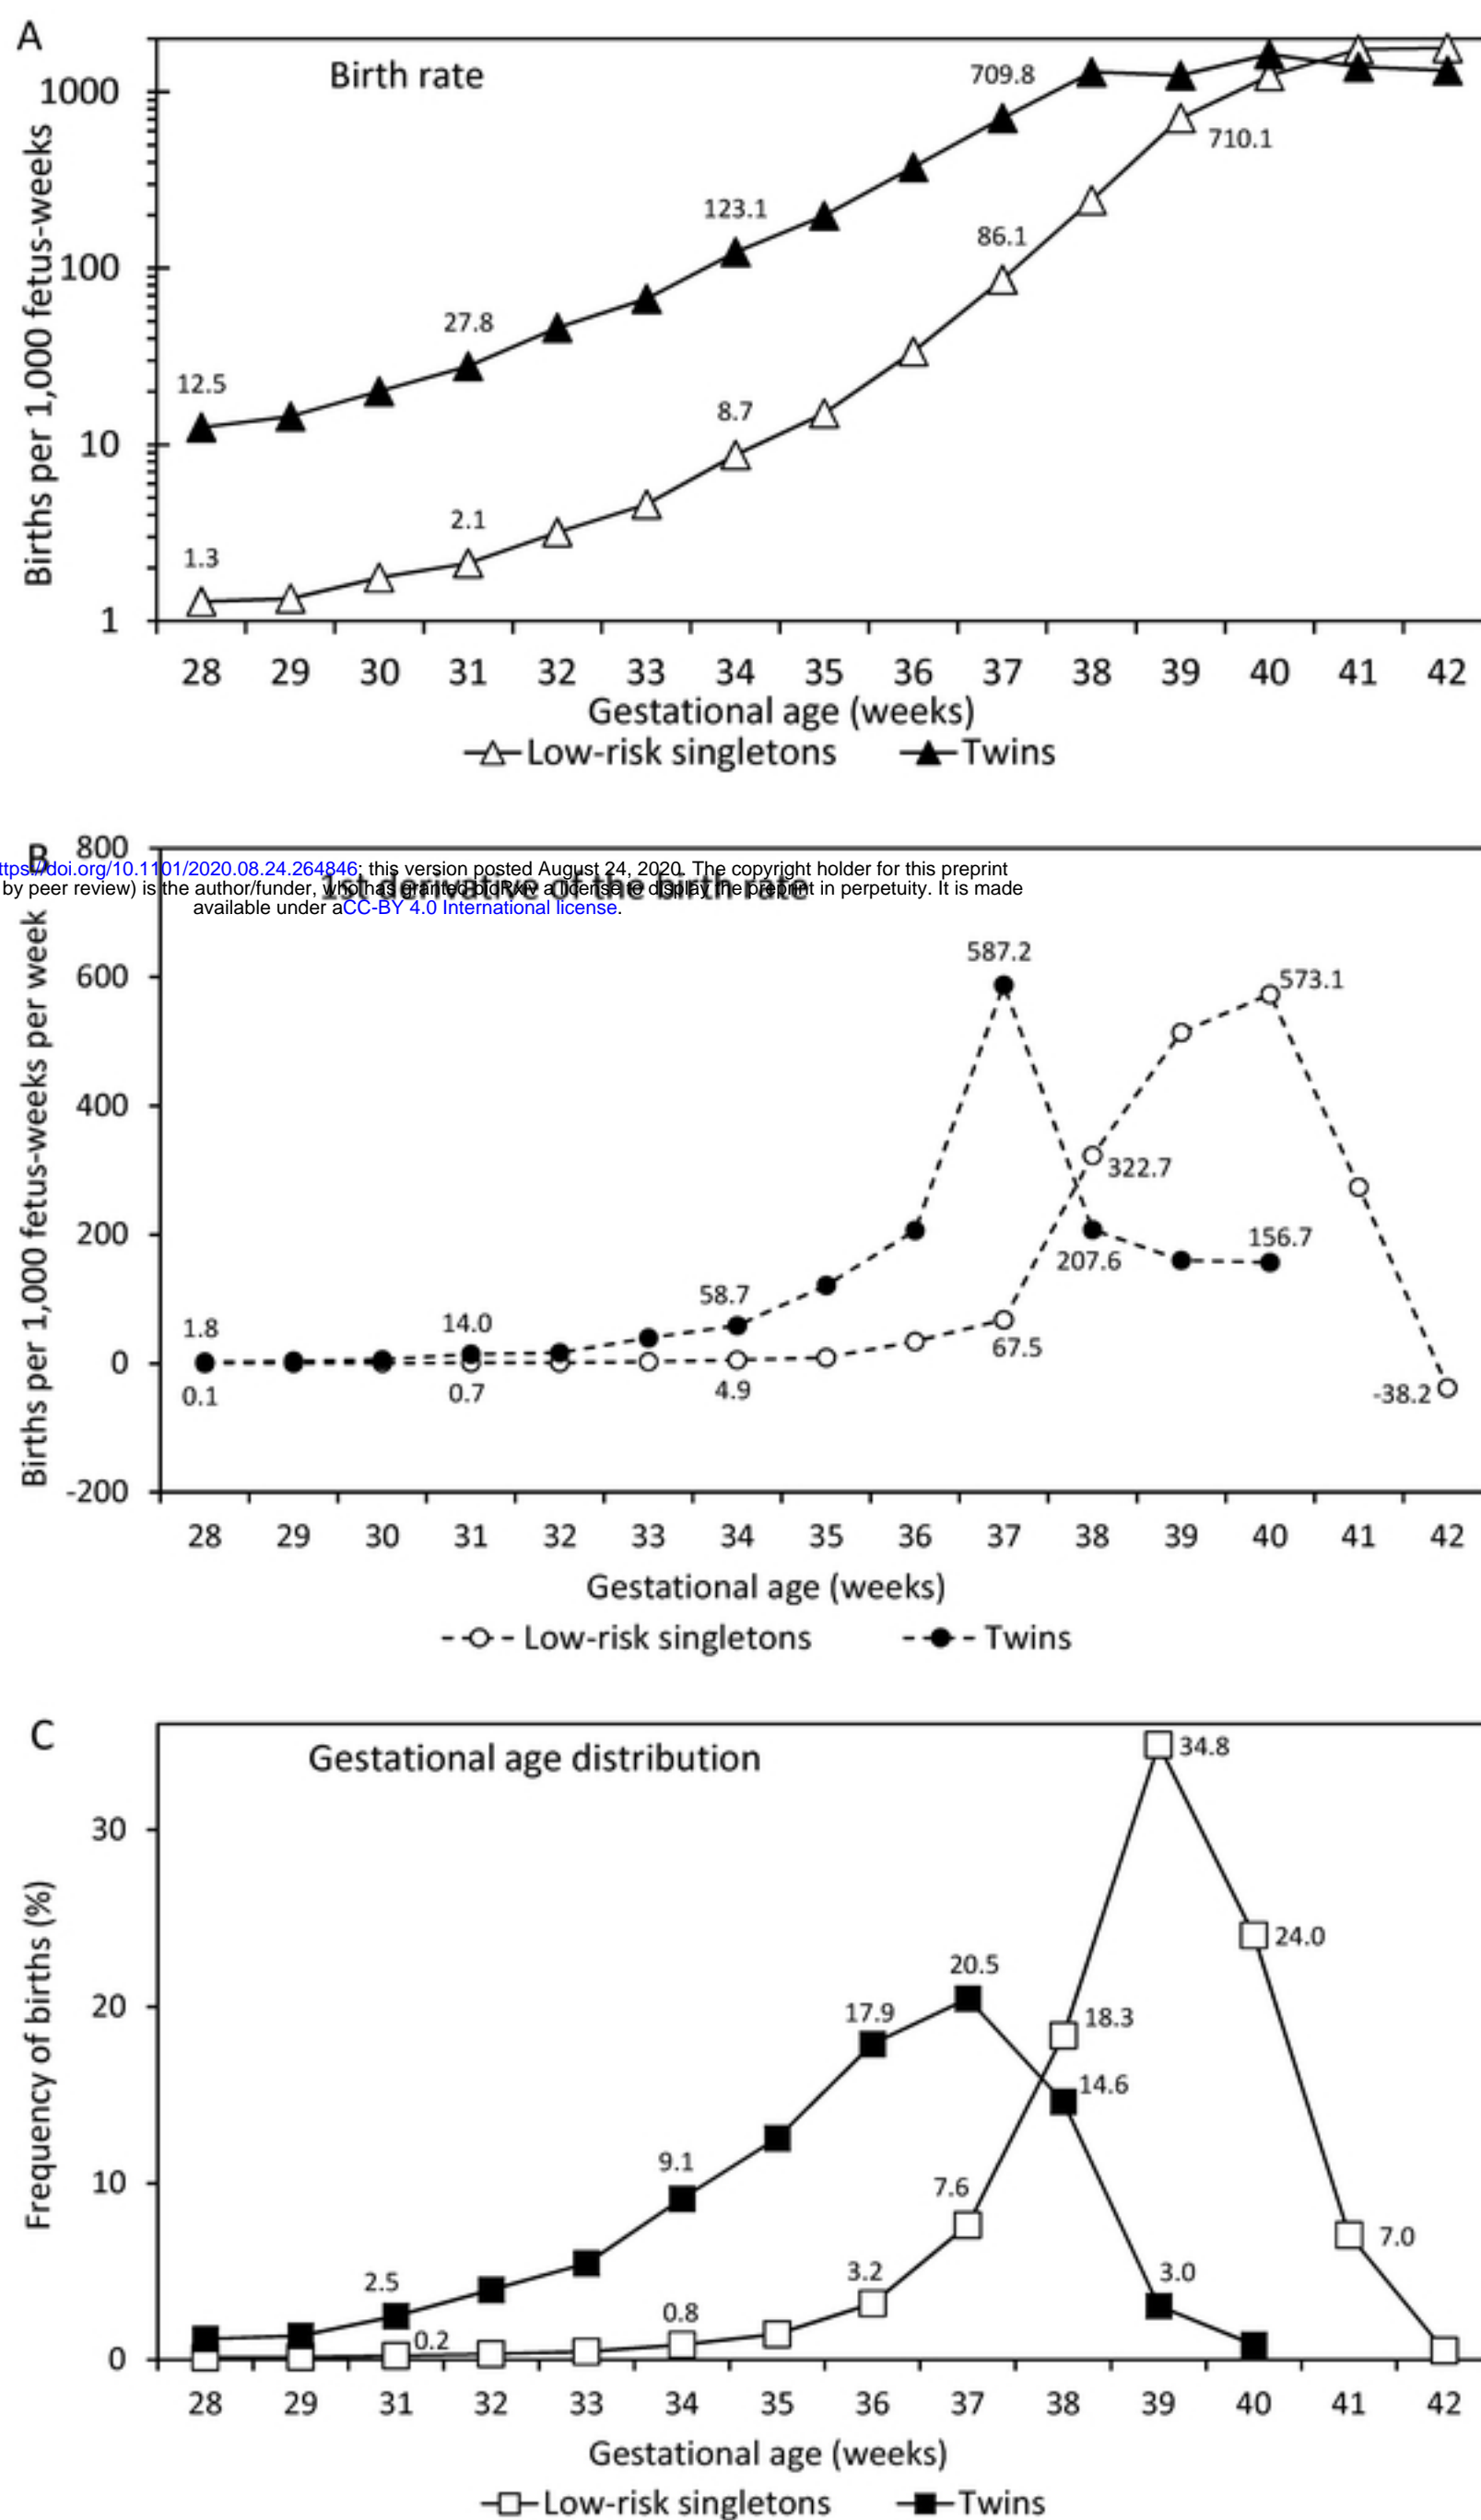 A
Birth rate
Births per 1,000 fetus-weeks
1000
100
10
1
12.5
27.8
123.1
709.8
1.3
2.1
8.7
86.1
710.1
28 29 30 31 32 33 34 35 36 37 38 39 40 41 42
Gestational age (weeks)
Low-risk singletons Twins
B
ttps://doi.org/10.1101/2020.08.24.264846; this version posted August 24, 2020. The copyright holder for this preprint
by peer review) is the author/funder, who has granted bioRxiv a license to display the preprint in perpetuity. It is made
available under aCC-BY 4.0 International license.
1st derivative of the birth rate
Births per 1,000 fetus-weeks per week
800
600
400
200
0
-200
1.8
14.0
58.7
587.2
207.6
156.7
0.1
0.7
4.9
67.5
322.7
573.1
-38.2
28 29 30 31 32 33 34 35 36 37 38 39 40 41 42
Gestational age (weeks)
Low-risk singletons Twins
C
Gestational age distribution
Frequency of births (%)
30
20
10
0
2.5
9.1
17.9
20.5
14.6
3.0
0.2
0.8
3.2
7.6
18.3
34.8
24.0
7.0
28 29 31 32 33 34 35 36 37 38 39 40 41 42
Gestational age (weeks)
Low-risk singletons Twins